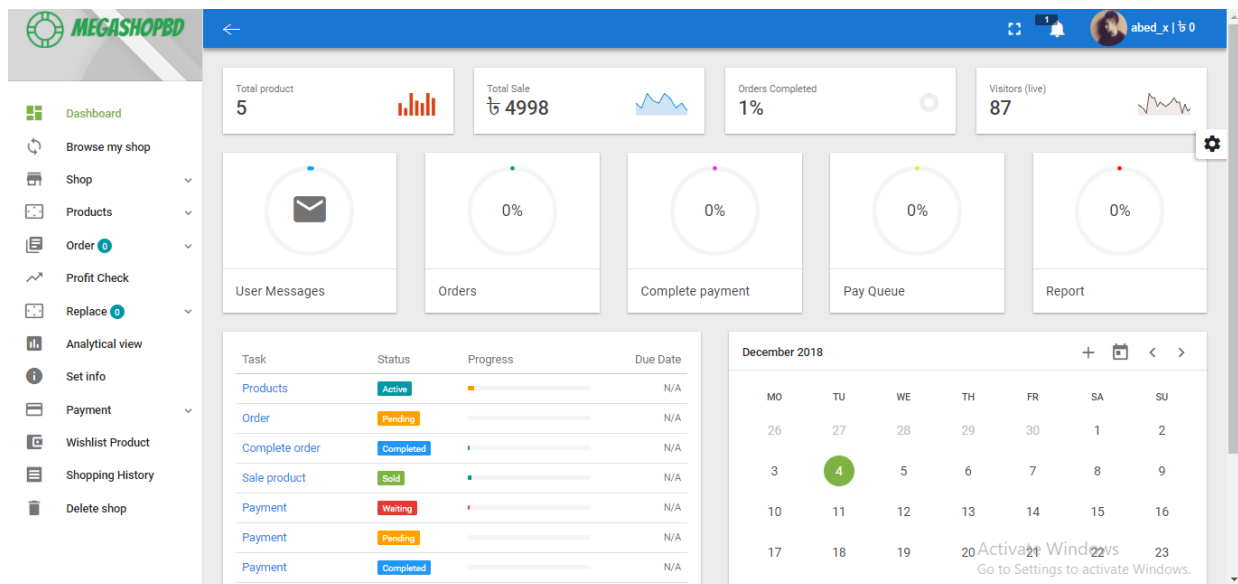 MEGASHOPBD
1
abed_x | ৳ 0
Dashboard
Browse my shop
Shop
Products
Order 0
Profit Check
Replace 0
Analytical view
Set info
Payment
Wishlist Product
Shopping History
Delete shop
Total product
5
Total Sale
৳ 4998
Orders Completed
1%
Visitors (live)
87
User Messages
0%
Orders
0%
Complete payment
0%
Pay Queue
0%
Report
Task Status Progress Due Date
Products Active N/A
Order Pending N/A
Complete order Completed N/A
Sale product Sold N/A
Payment Waiting N/A
Payment Pending N/A
Payment Completed N/A
December 2018
MO TU WE TH FR SA SU
26 27 28 29 30 1 2
3 4 5 6 7 8 9
10 11 12 13 14 15 16
17 18 19 20 21 22 23
Activate Windows
Go to Settings to activate Windows.